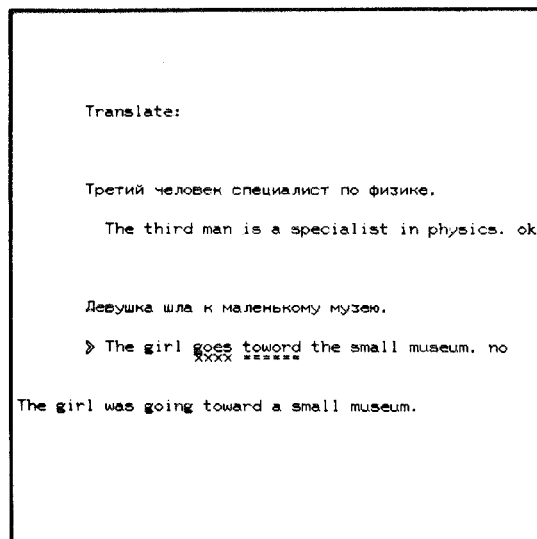 Translate:
Третий человек специалист по физике.
The third man is a specialist in physics. ok
Девушка шла к маленькому музею.
> The girl goes toword the small museum. no
xxxx ======
The girl was going toward a small museum.